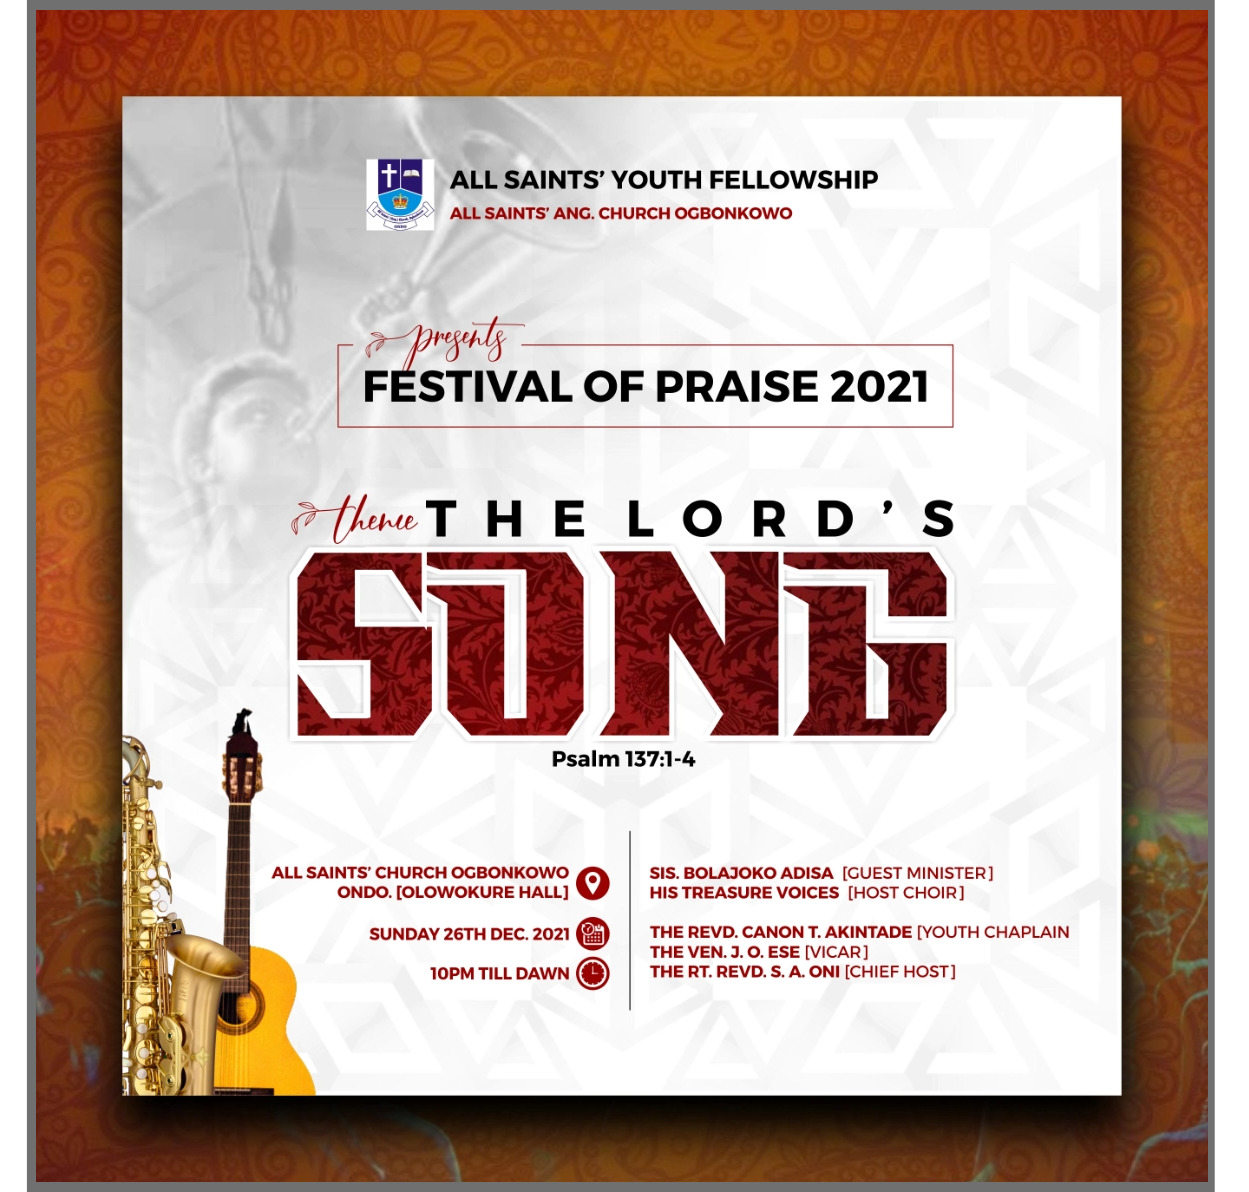 ALL SAINTS' YOUTH FELLOWSHIP
ALL SAINTS' ANG. CHURCH OGBONKOWO
presents
FESTIVAL OF PRAISE 2021
theme THE LORD'S
SONG
Psalm 137:1-4
ALL SAINTS' CHURCH OGBONKOWO
ONDO. [OLOWOKURE HALL]
SUNDAY 26TH DEC. 2021
10PM TILL DAWN
SIS. BOLAJOKO ADISA [GUEST MINISTER]
HIS TREASURE VOICES [HOST CHOIR]
THE REVD. CANON T. AKINTADE [YOUTH CHAPLAIN
THE VEN. J. O. ESE [VICAR]
THE RT. REVD. S. A. ONI [CHIEF HOST]